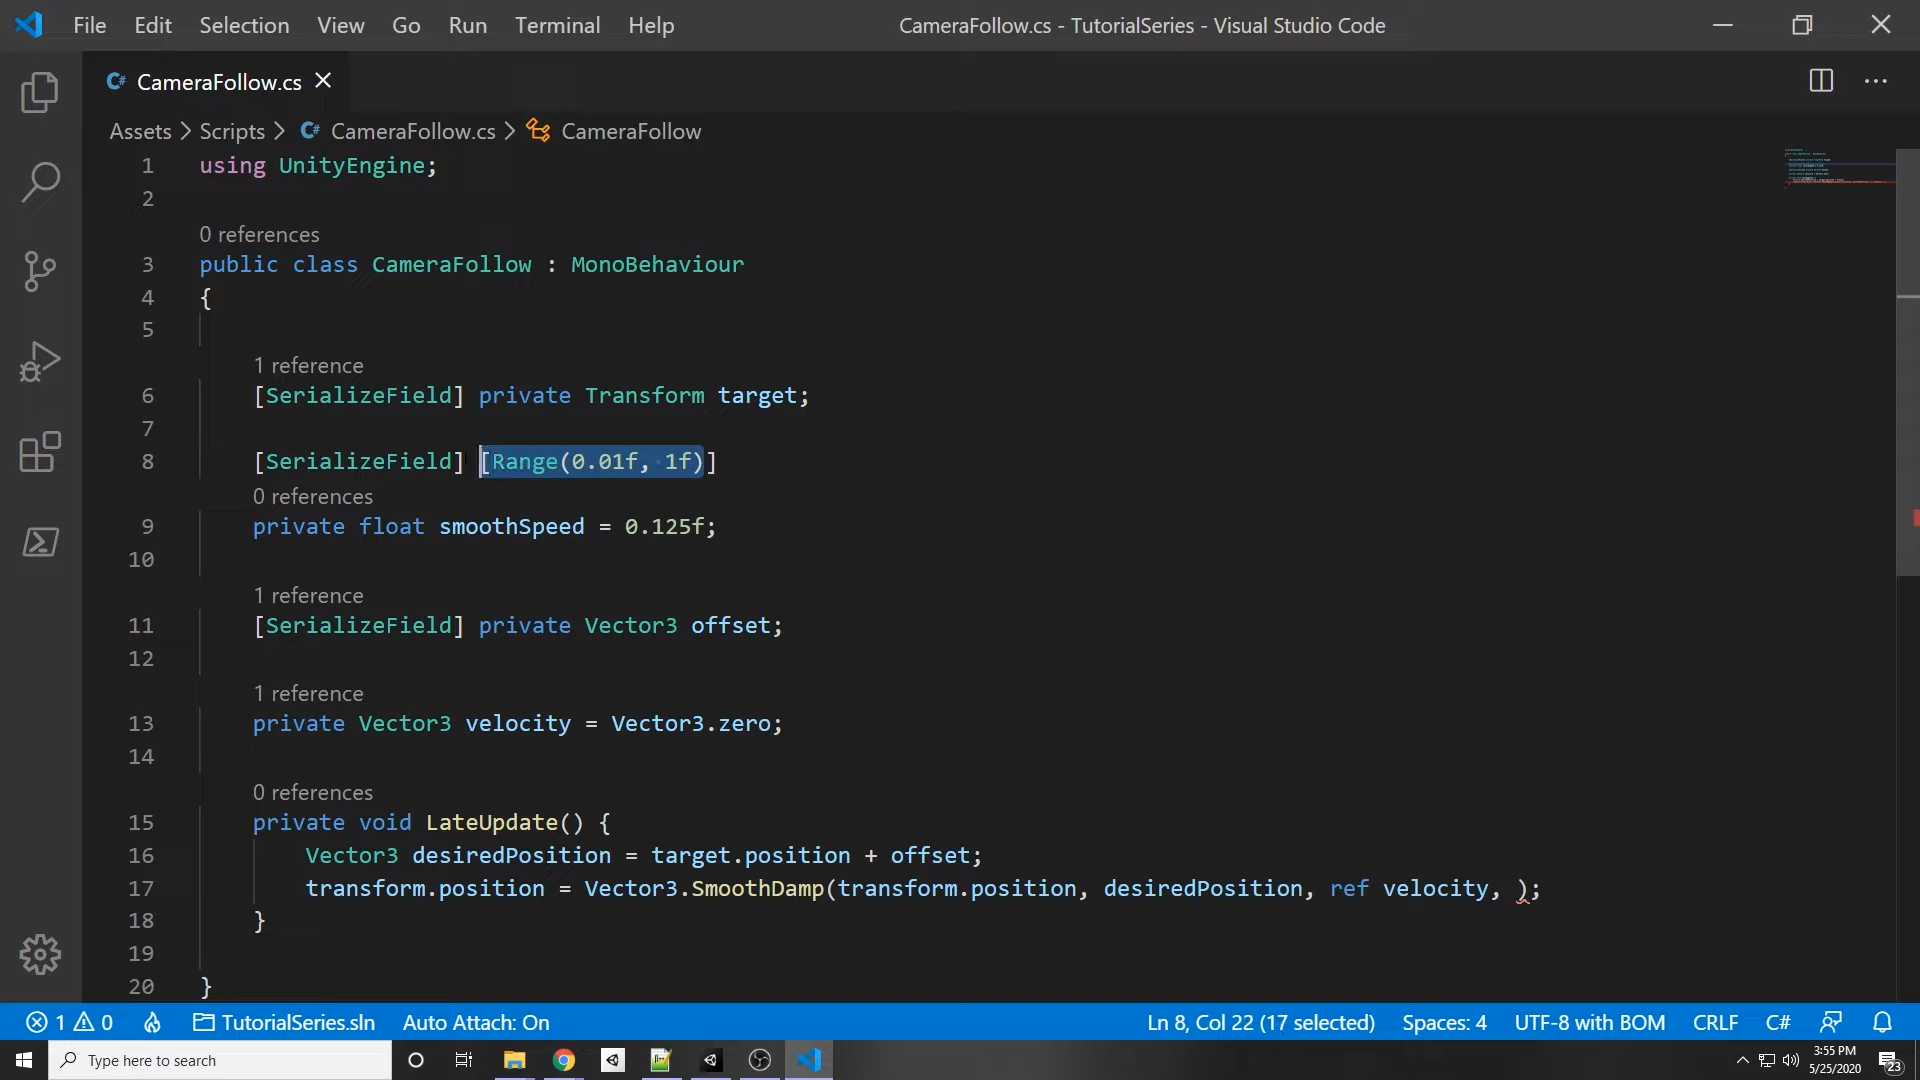 File Edit Selection View Go Run Terminal Help
CameraFollow.cs - TutorialSeries - Visual Studio Code
C# CameraFollow.cs
Assets > Scripts > C# CameraFollow.cs > CameraFollow
1 using UnityEngine;
2
0 references
3 public class CameraFollow : MonoBehaviour
4 {
5
1 reference
6 [SerializeField] private Transform target;
7
8 [SerializeField] [Range(0.01f, 1f)]
0 references
9 private float smoothSpeed = 0.125f;
10
1 reference
11 [SerializeField] private Vector3 offset;
12
1 reference
13 private Vector3 velocity = Vector3.zero;
14
0 references
15 private void LateUpdate() {
16 Vector3 desiredPosition = target.position + offset;
17 transform.position = Vector3.SmoothDamp(transform.position, desiredPosition, ref velocity, );
18 }
19
20 }
1 0 TutorialSeries.sln Auto Attach: On
Ln 8, Col 22 (17 selected) Spaces: 4 UTF-8 with BOM CRLF C#
Type here to search
3:55 PM
5/25/2020
23